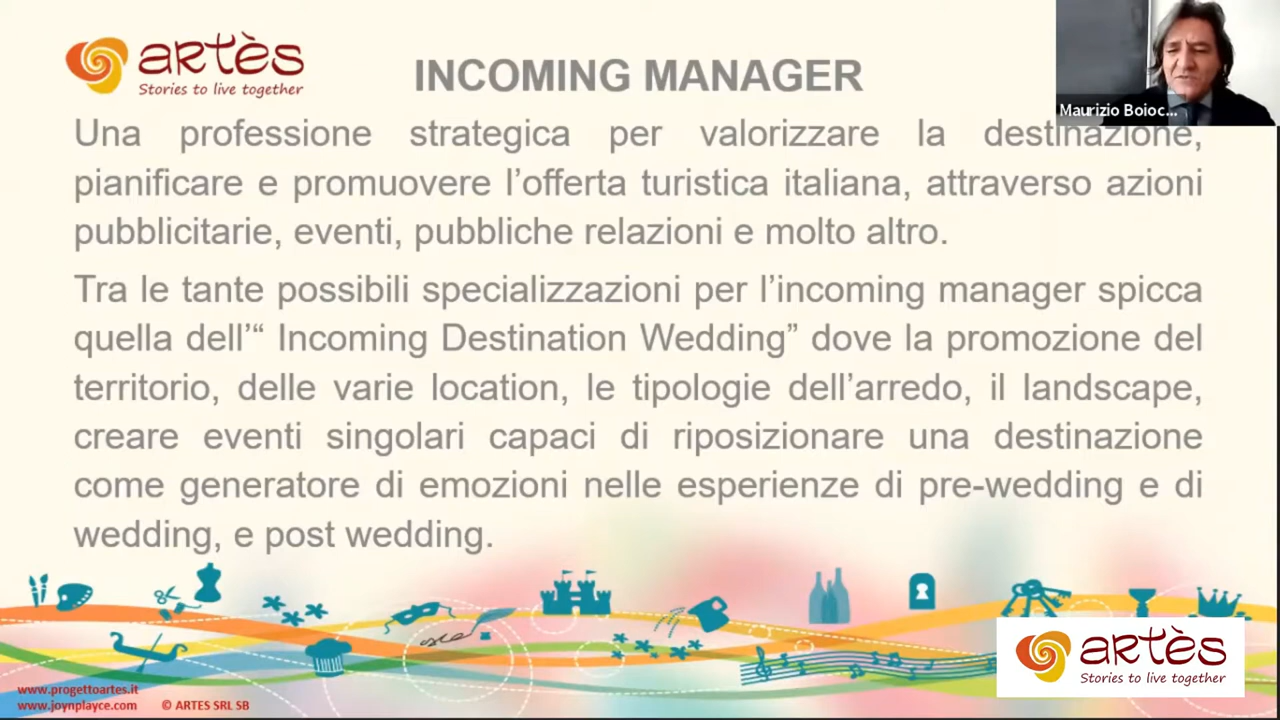 artès
Stories to live together
INCOMING MANAGER
Maurizio Boioc...
Una professione strategica per valorizzare la destinazione,
pianificare e promuovere l’offerta turistica italiana, attraverso azioni
pubblicitarie, eventi, pubbliche relazioni e molto altro.
Tra le tante possibili specializzazioni per l’incoming manager spicca
quella dell’“ Incoming Destination Wedding” dove la promozione del
territorio, delle varie location, le tipologie dell’arredo, il landscape,
creare eventi singolari capaci di riposizionare una destinazione
come generatore di emozioni nelle esperienze di pre-wedding e di
wedding, e post wedding.
artès
Stories to live together
www.progettoartes.it
www.joynplayce.com © ARTES SRL SB